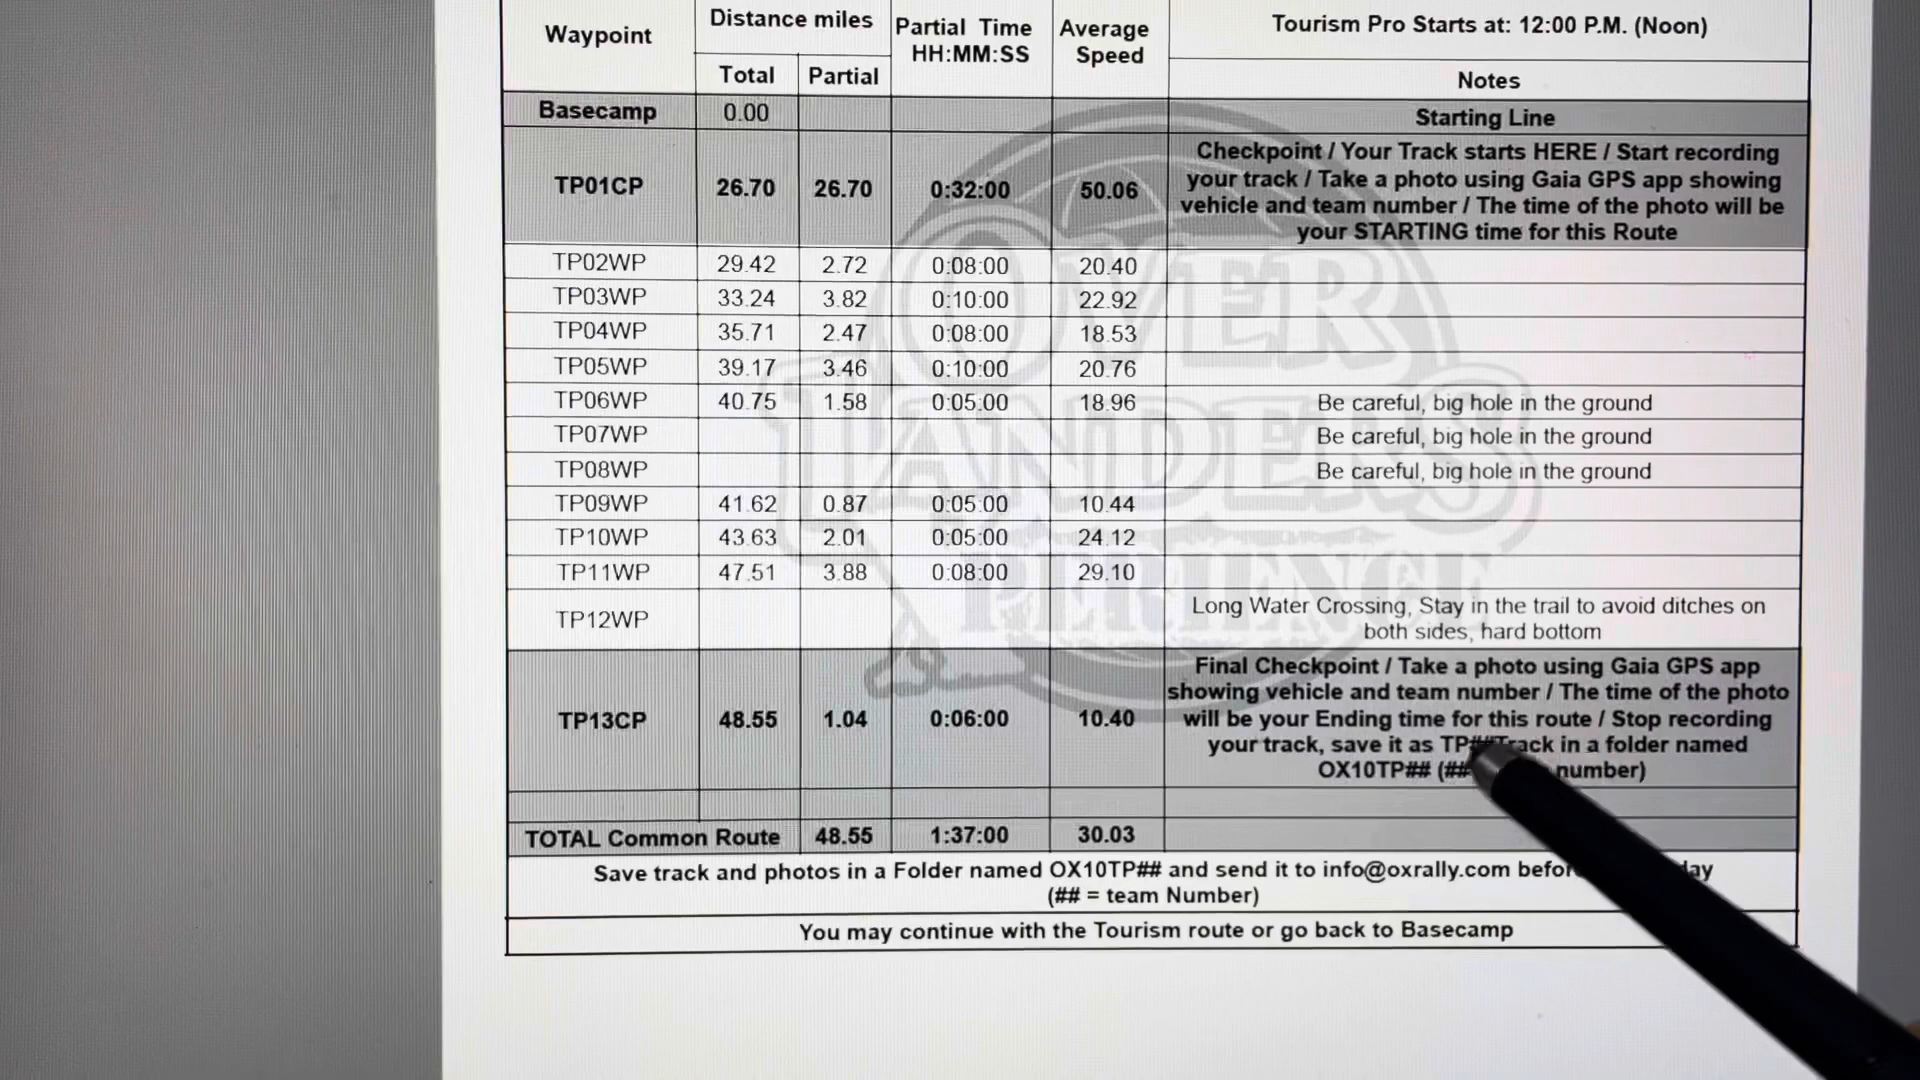 Waypoint Distance miles Partial Time Average Tourism Pro Starts at: 12:00 P.M. (Noon)
HH:MM:SS Speed
Total Partial Notes
Basecamp 0.00 Starting Line
Checkpoint / Your Track starts HERE / Start recording
TP01CP 26.70 26.70 0:32:00 50.06 your track / Take a photo using Gaia GPS app showing
vehicle and team number / The time of the photo will be
your STARTING time for this Route
TP02WP 29.42 2.72 0:08:00 20.40
TP03WP 33.24 3.82 0:10:00 22.92
TP04WP 35.71 2.47 0:08:00 18.53
TP05WP 39.17 3.46 0:10:00 20.76
TP06WP 40.75 1.58 0:05:00 18.96 Be careful, big hole in the ground
TP07WP Be careful, big hole in the ground
TP08WP Be careful, big hole in the ground
TP09WP 41.62 0.87 0:05:00 10.44
TP10WP 43.63 2.01 0:05:00 24.12
TP11WP 47.51 3.88 0:08:00 29.10
TP12WP Long Water Crossing, Stay in the trail to avoid ditches on
both sides, hard bottom
Final Checkpoint / Take a photo using Gaia GPS app
showing vehicle and team number / The time of the photo
TP13CP 48.55 1.04 0:06:00 10.40 will be your Ending time for this route / Stop recording
your track, save it as TP##Track in a folder named
OX10TP## (## number)
TOTAL Common Route 48.55 1:37:00 30.03
Save track and photos in a Folder named OX10TP## and send it to info@oxrally.com
(## = team Number)
You may continue with the Tourism route or go back to Basecamp
OVER
LANDERS
PERIENCE